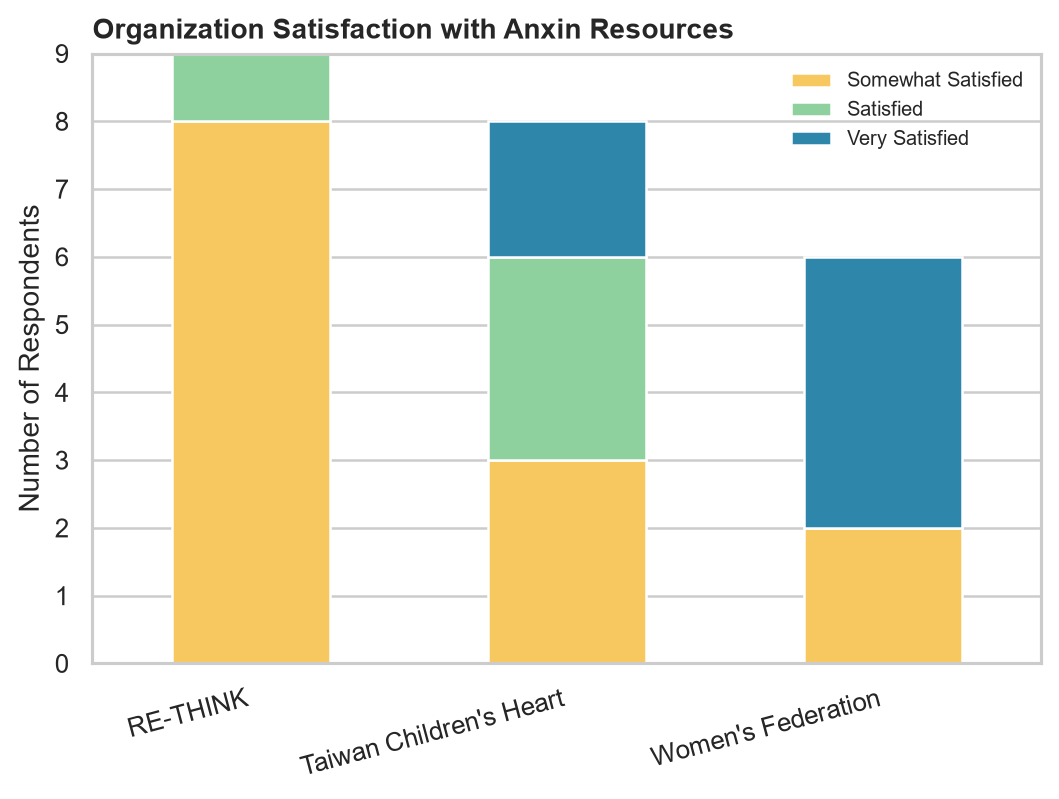 Organization Satisfaction with Anxin Resources
Somewhat Satisfied
Satisfied
Very Satisfied
Number of Respondents
9
8
7
6
5
4
3
2
1
0
RE-THINK
Taiwan Children's Heart
Women's Federation